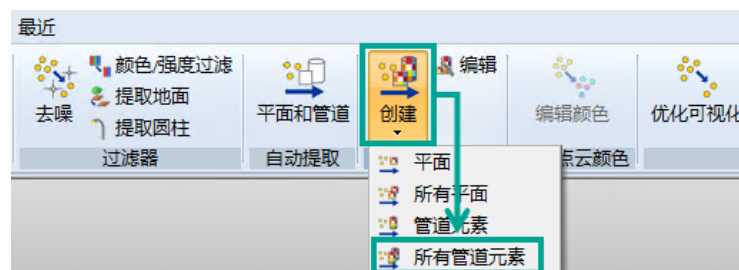 最近
颜色/强度过滤
提取地面
提取圆柱
去噪
过滤器
平面和管道
自动提取
创建
编辑
编辑颜色
点云颜色
优化可视化
平面
所有平面
管道元素
所有管道元素